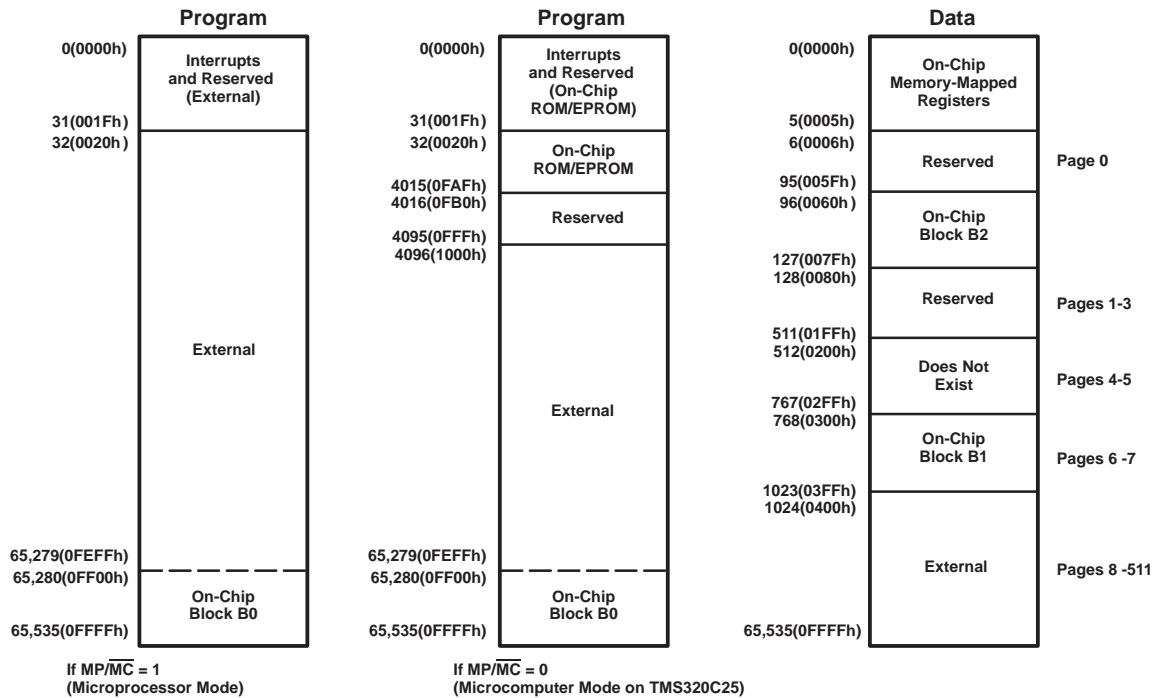 Program
0(0000h)
Interrupts
and Reserved
(External)
31(001Fh)
32(0020h)
External
65,279(0FEFFh)
65,280(0FF00h)
On-Chip
Block B0
65,535(0FFFFh)
If MP/MC = 1
(Microprocessor Mode)
Program
0(0000h)
Interrupts
and Reserved
(On-Chip
ROM/EPROM)
31(001Fh)
32(0020h)
On-Chip
ROM/EPROM
4015(0FAFh)
4016(0FB0h)
Reserved
4095(0FFFh)
4096(1000h)
External
65,279(0FEFFh)
65,280(0FF00h)
On-Chip
Block B0
65,535(0FFFFh)
If MP/MC = 0
(Microcomputer Mode on TMS320C25)
Data
0(0000h)
On-Chip
Memory-Mapped
Registers
5(0005h)
6(0006h)
Reserved
Page 0
95(005Fh)
96(0060h)
On-Chip
Block B2
127(007Fh)
128(0080h)
Reserved
Pages 1-3
511(01FFh)
512(0200h)
Does Not
Exist
Pages 4-5
767(02FFh)
768(0300h)
On-Chip
Block B1
Pages 6 -7
1023(03FFh)
1024(0400h)
External
Pages 8 -511
65,535(0FFFFh)